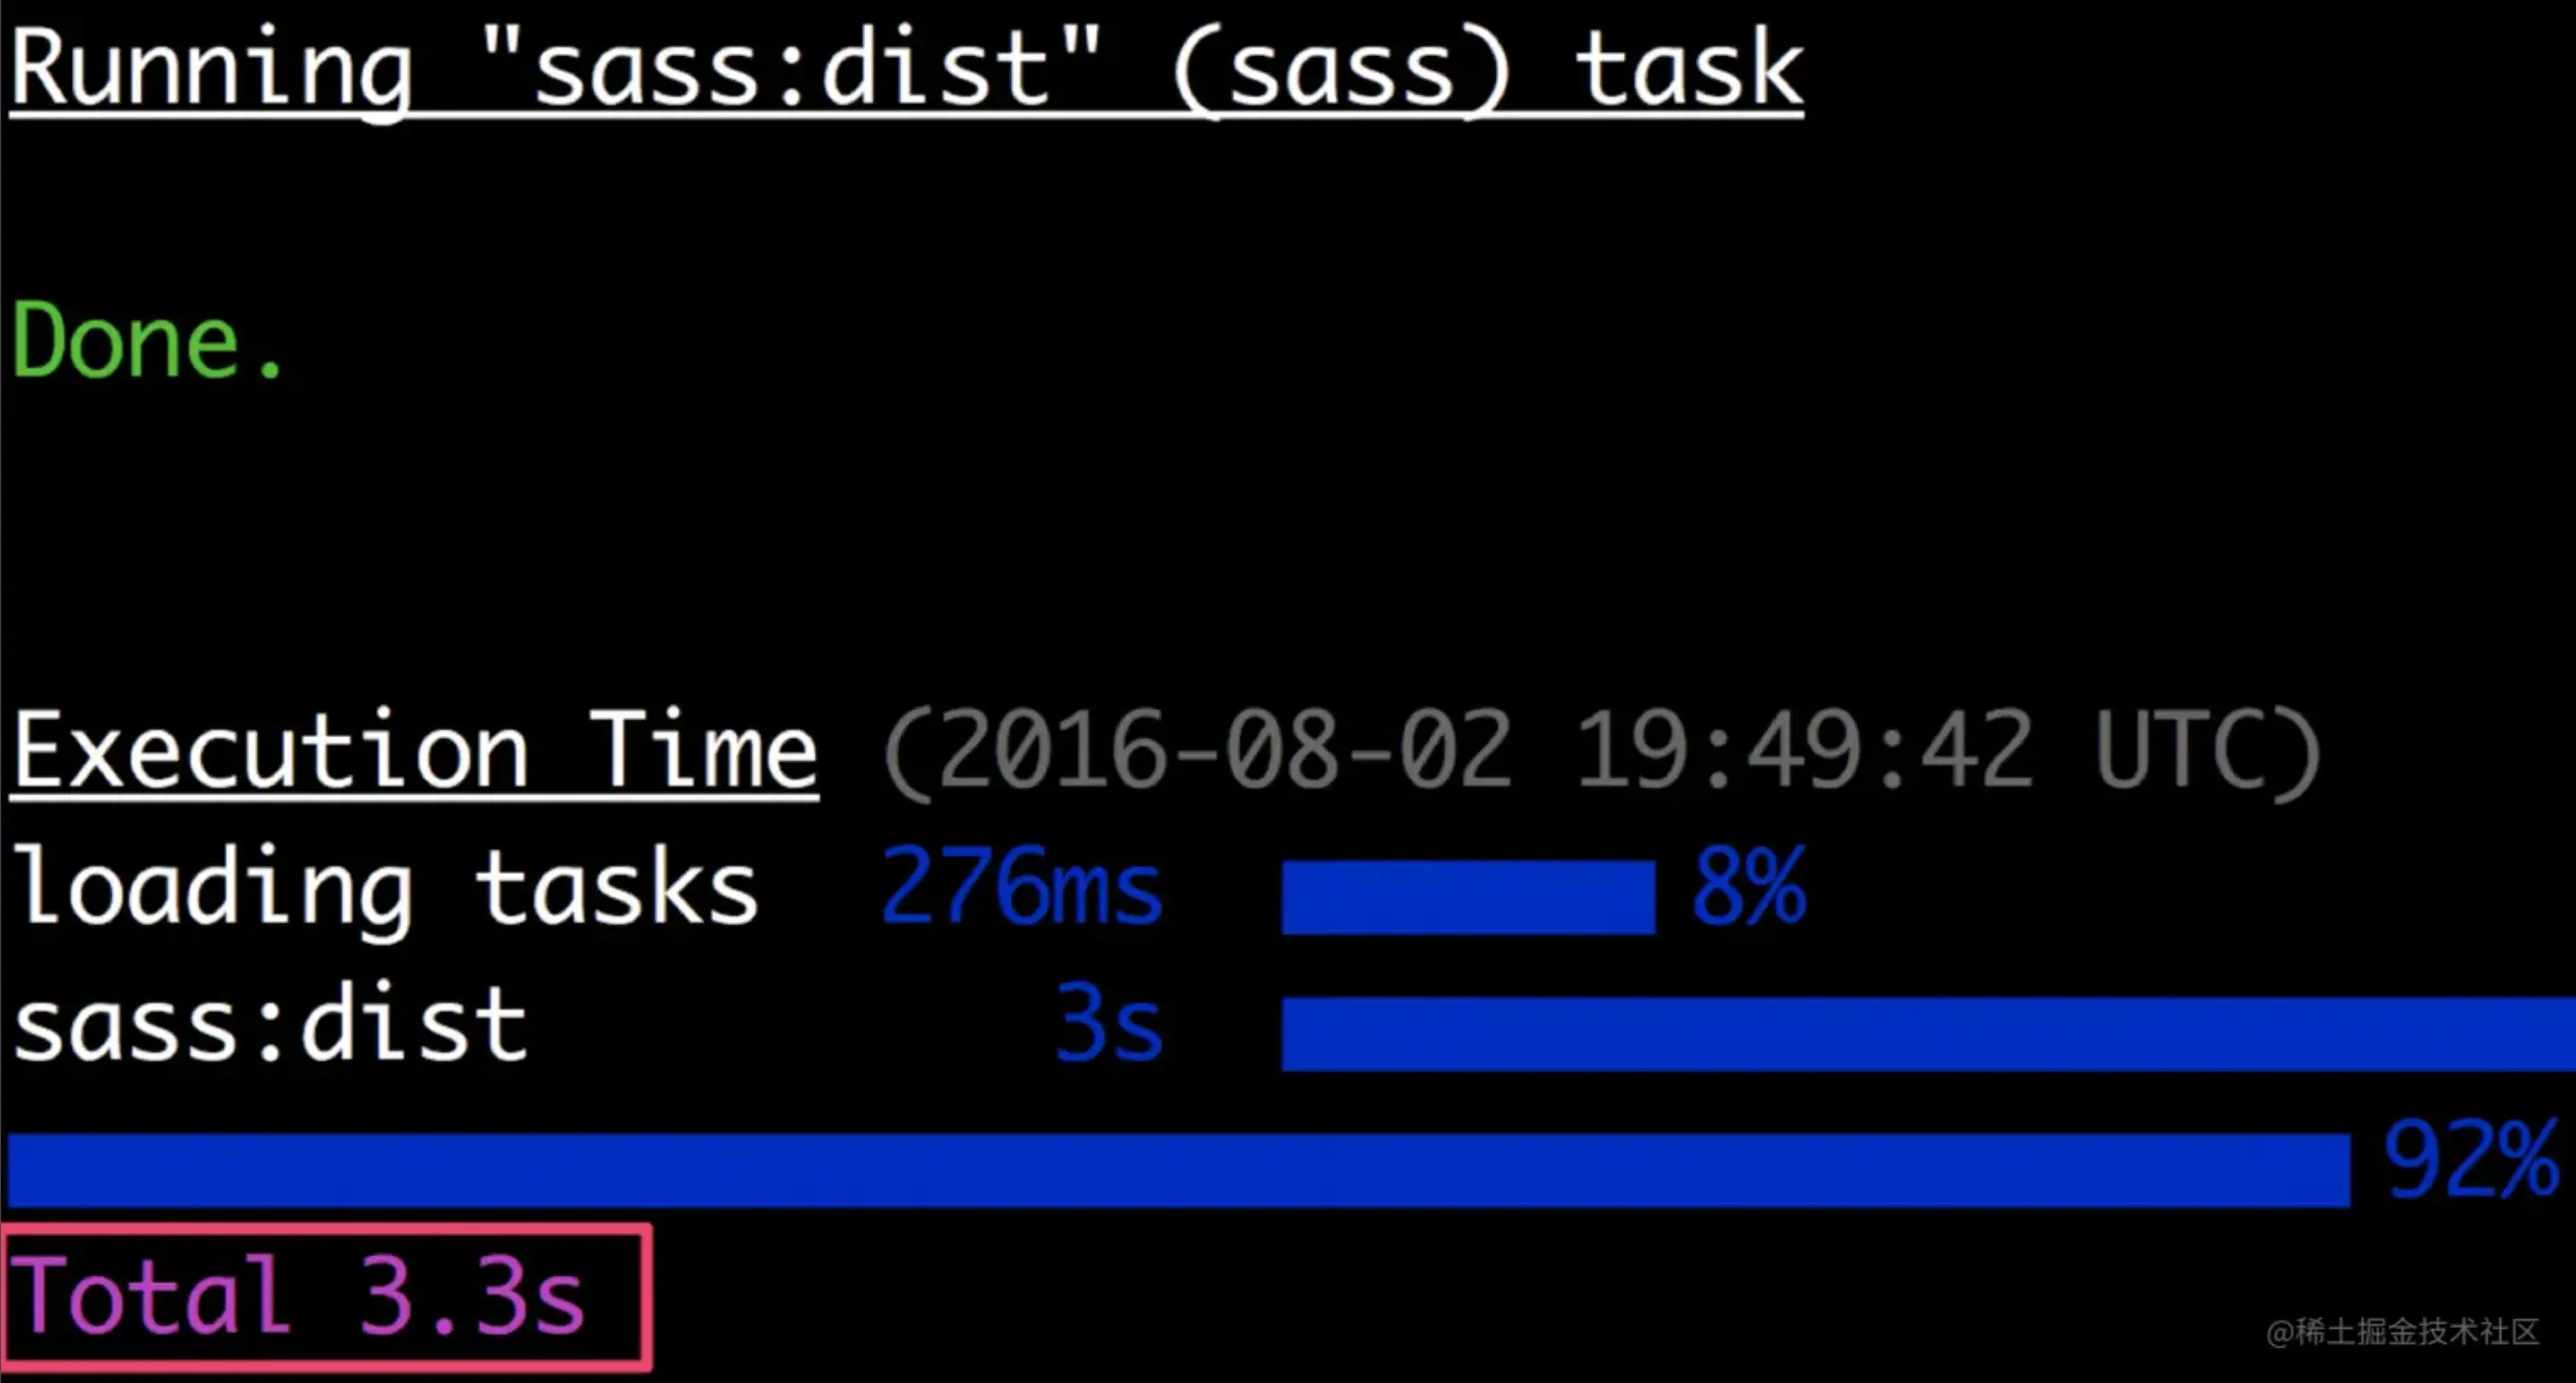 Running "sass:dist" (sass) task
Done.
Execution Time (2016-08-02 19:49:42 UTC)
loading tasks 276ms 8%
sass:dist 3s
92%
Total 3.3s
@稀土掘金技术社区